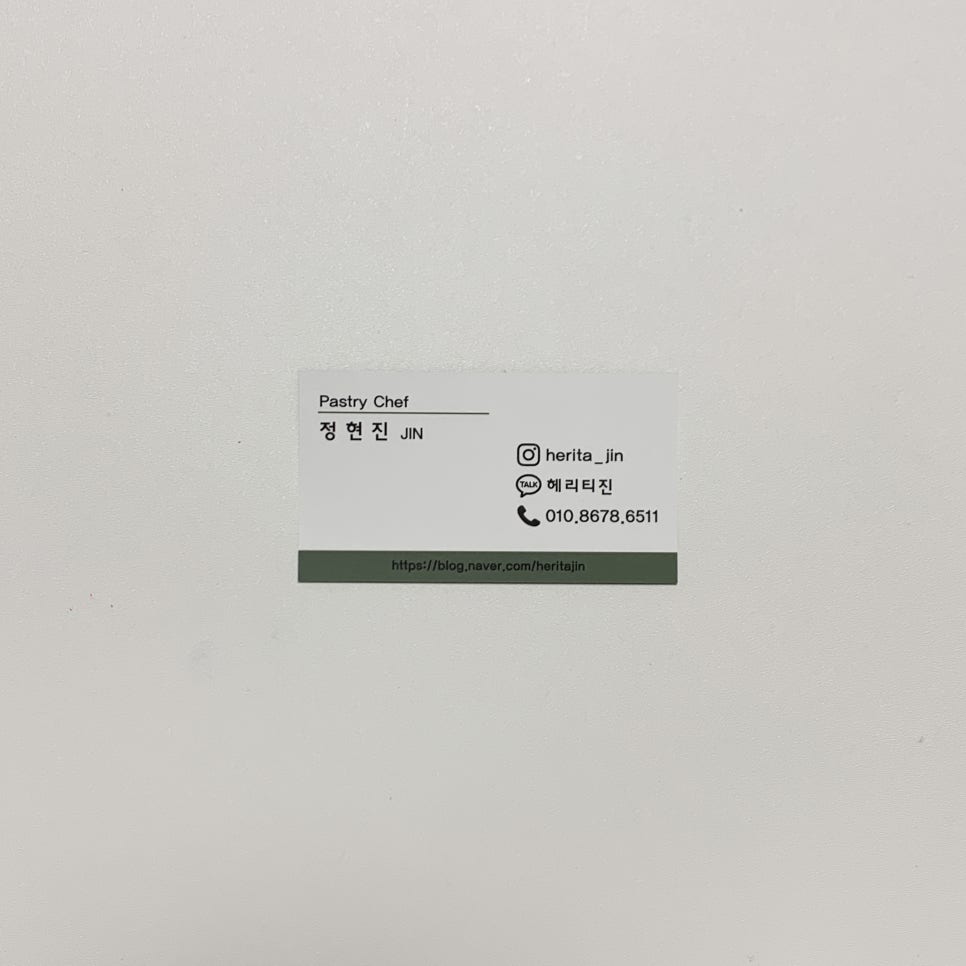 Pastry Chef
정 현 진 JIN
herita_jin
TALK 헤리티진
010.8678.6511
https://blog.naver.com/heritajin